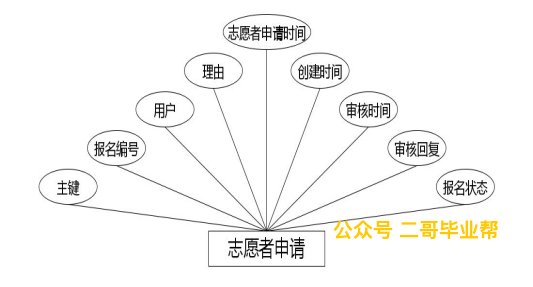 志愿者申请时间
理由
创建时间
用户
审核时间
报名编号
审核回复
主键
报名状态
志愿者申请
公众号 二哥毕业帮